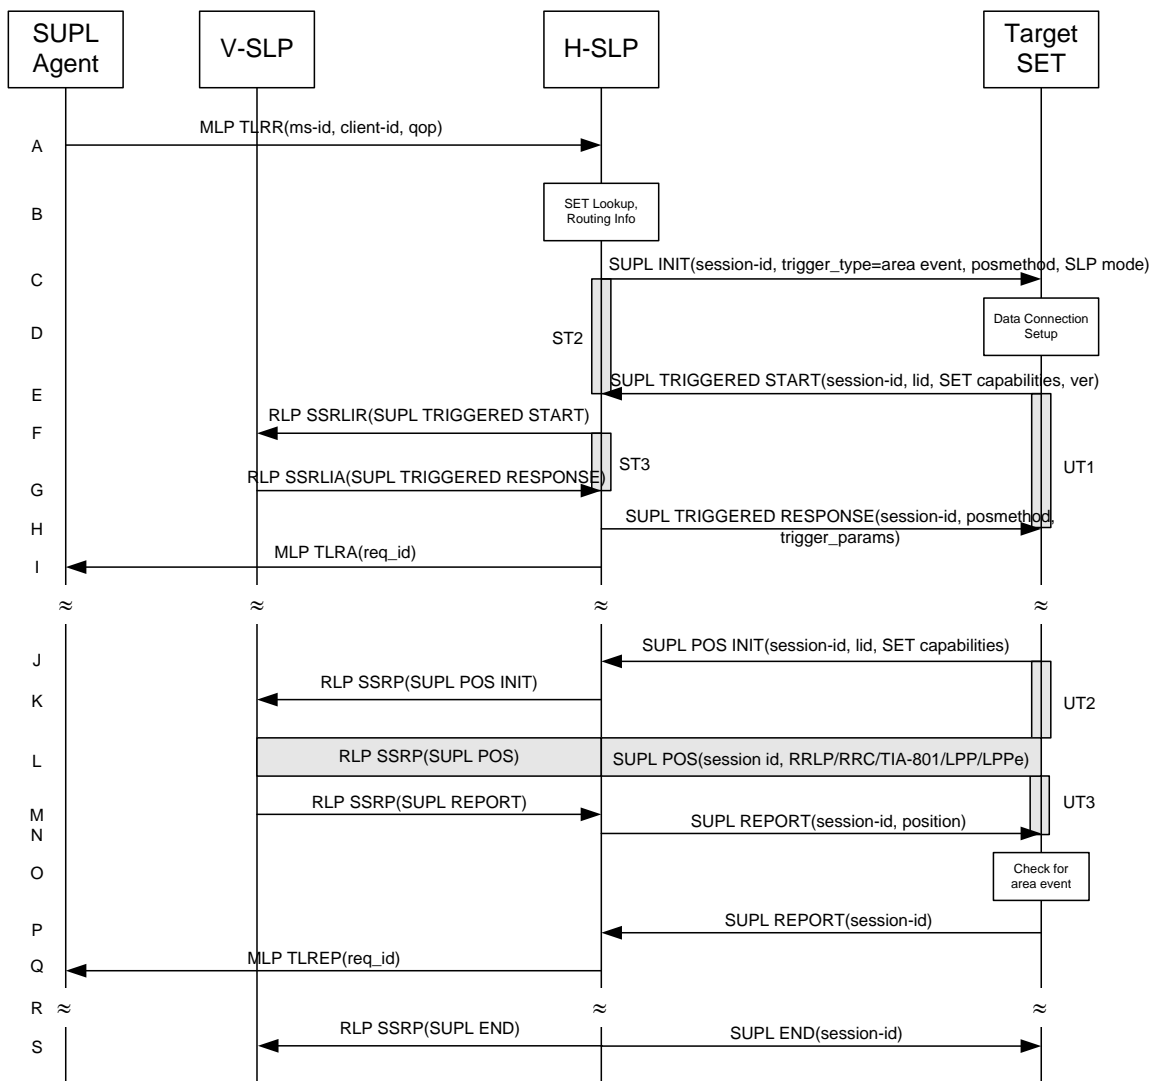 SUPL
Agent
V-SLP
H-SLP
Target
SET
A
MLP TLRR(ms-id, client-id, qop)
B
SET Lookup,
Routing Info
C
SUPL INIT(session-id, trigger_type=area event, posmethod, SLP mode)
D
ST2
Data Connection
Setup
E
SUPL TRIGGERED START(session-id, lid, SET capabilities, ver)
F
RLP SSRLIR(SUPL TRIGGERED START)
ST3
UT1
G
RLP SSRLIA(SUPL TRIGGERED RESPONSE)
H
SUPL TRIGGERED RESPONSE(session-id, posmethod,
trigger_params)
I
MLP TLRA(req_id)
≈ ≈ ≈ ≈
J
SUPL POS INIT(session-id, lid, SET capabilities)
K
RLP SSRP(SUPL POS INIT)
UT2
L
RLP SSRP(SUPL POS)
SUPL POS(session id, RRLP/RRC/TIA-801/LPP/LPPe)
M
RLP SSRP(SUPL REPORT)
UT3
N
SUPL REPORT(session-id, position)
O
Check for
area event
P
SUPL REPORT(session-id)
Q
MLP TLREP(req_id)
R ≈ ≈ ≈ ≈
S
RLP SSRP(SUPL END)
SUPL END(session-id)